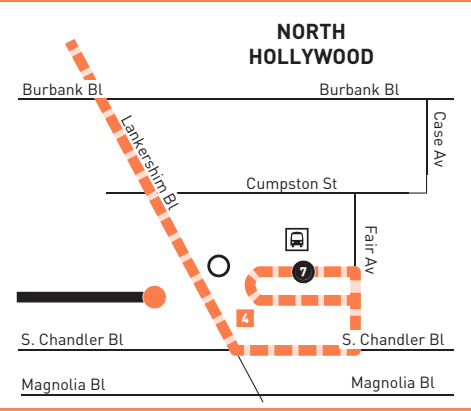 NORTH
HOLLYWOOD
Burbank Bl
Burbank Bl
Lankershim Bl
Case Av
Cumpston St
Fair Av
7
4
S. Chandler Bl
S. Chandler Bl
Magnolia Bl
Magnolia Bl